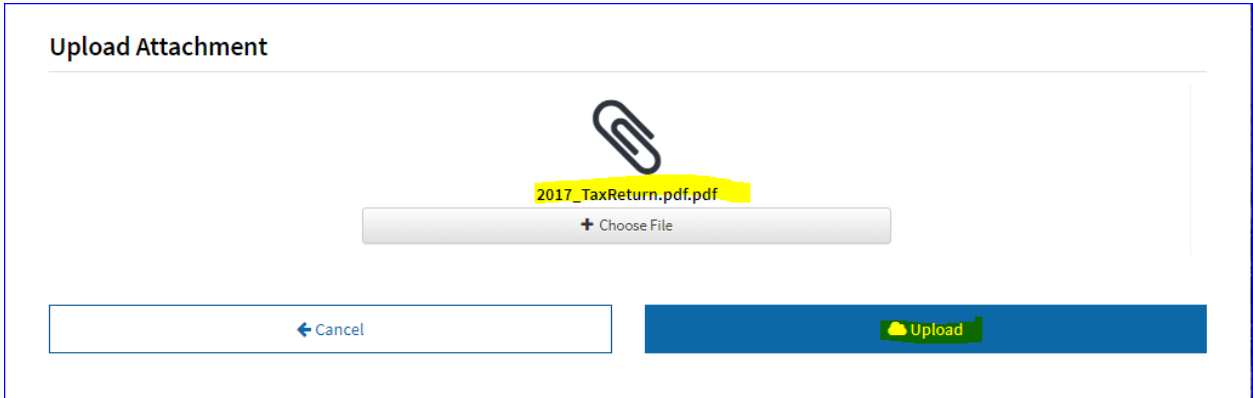 Upload Attachment
2017_TaxReturn.pdf.pdf
Choose File
Cancel
Upload